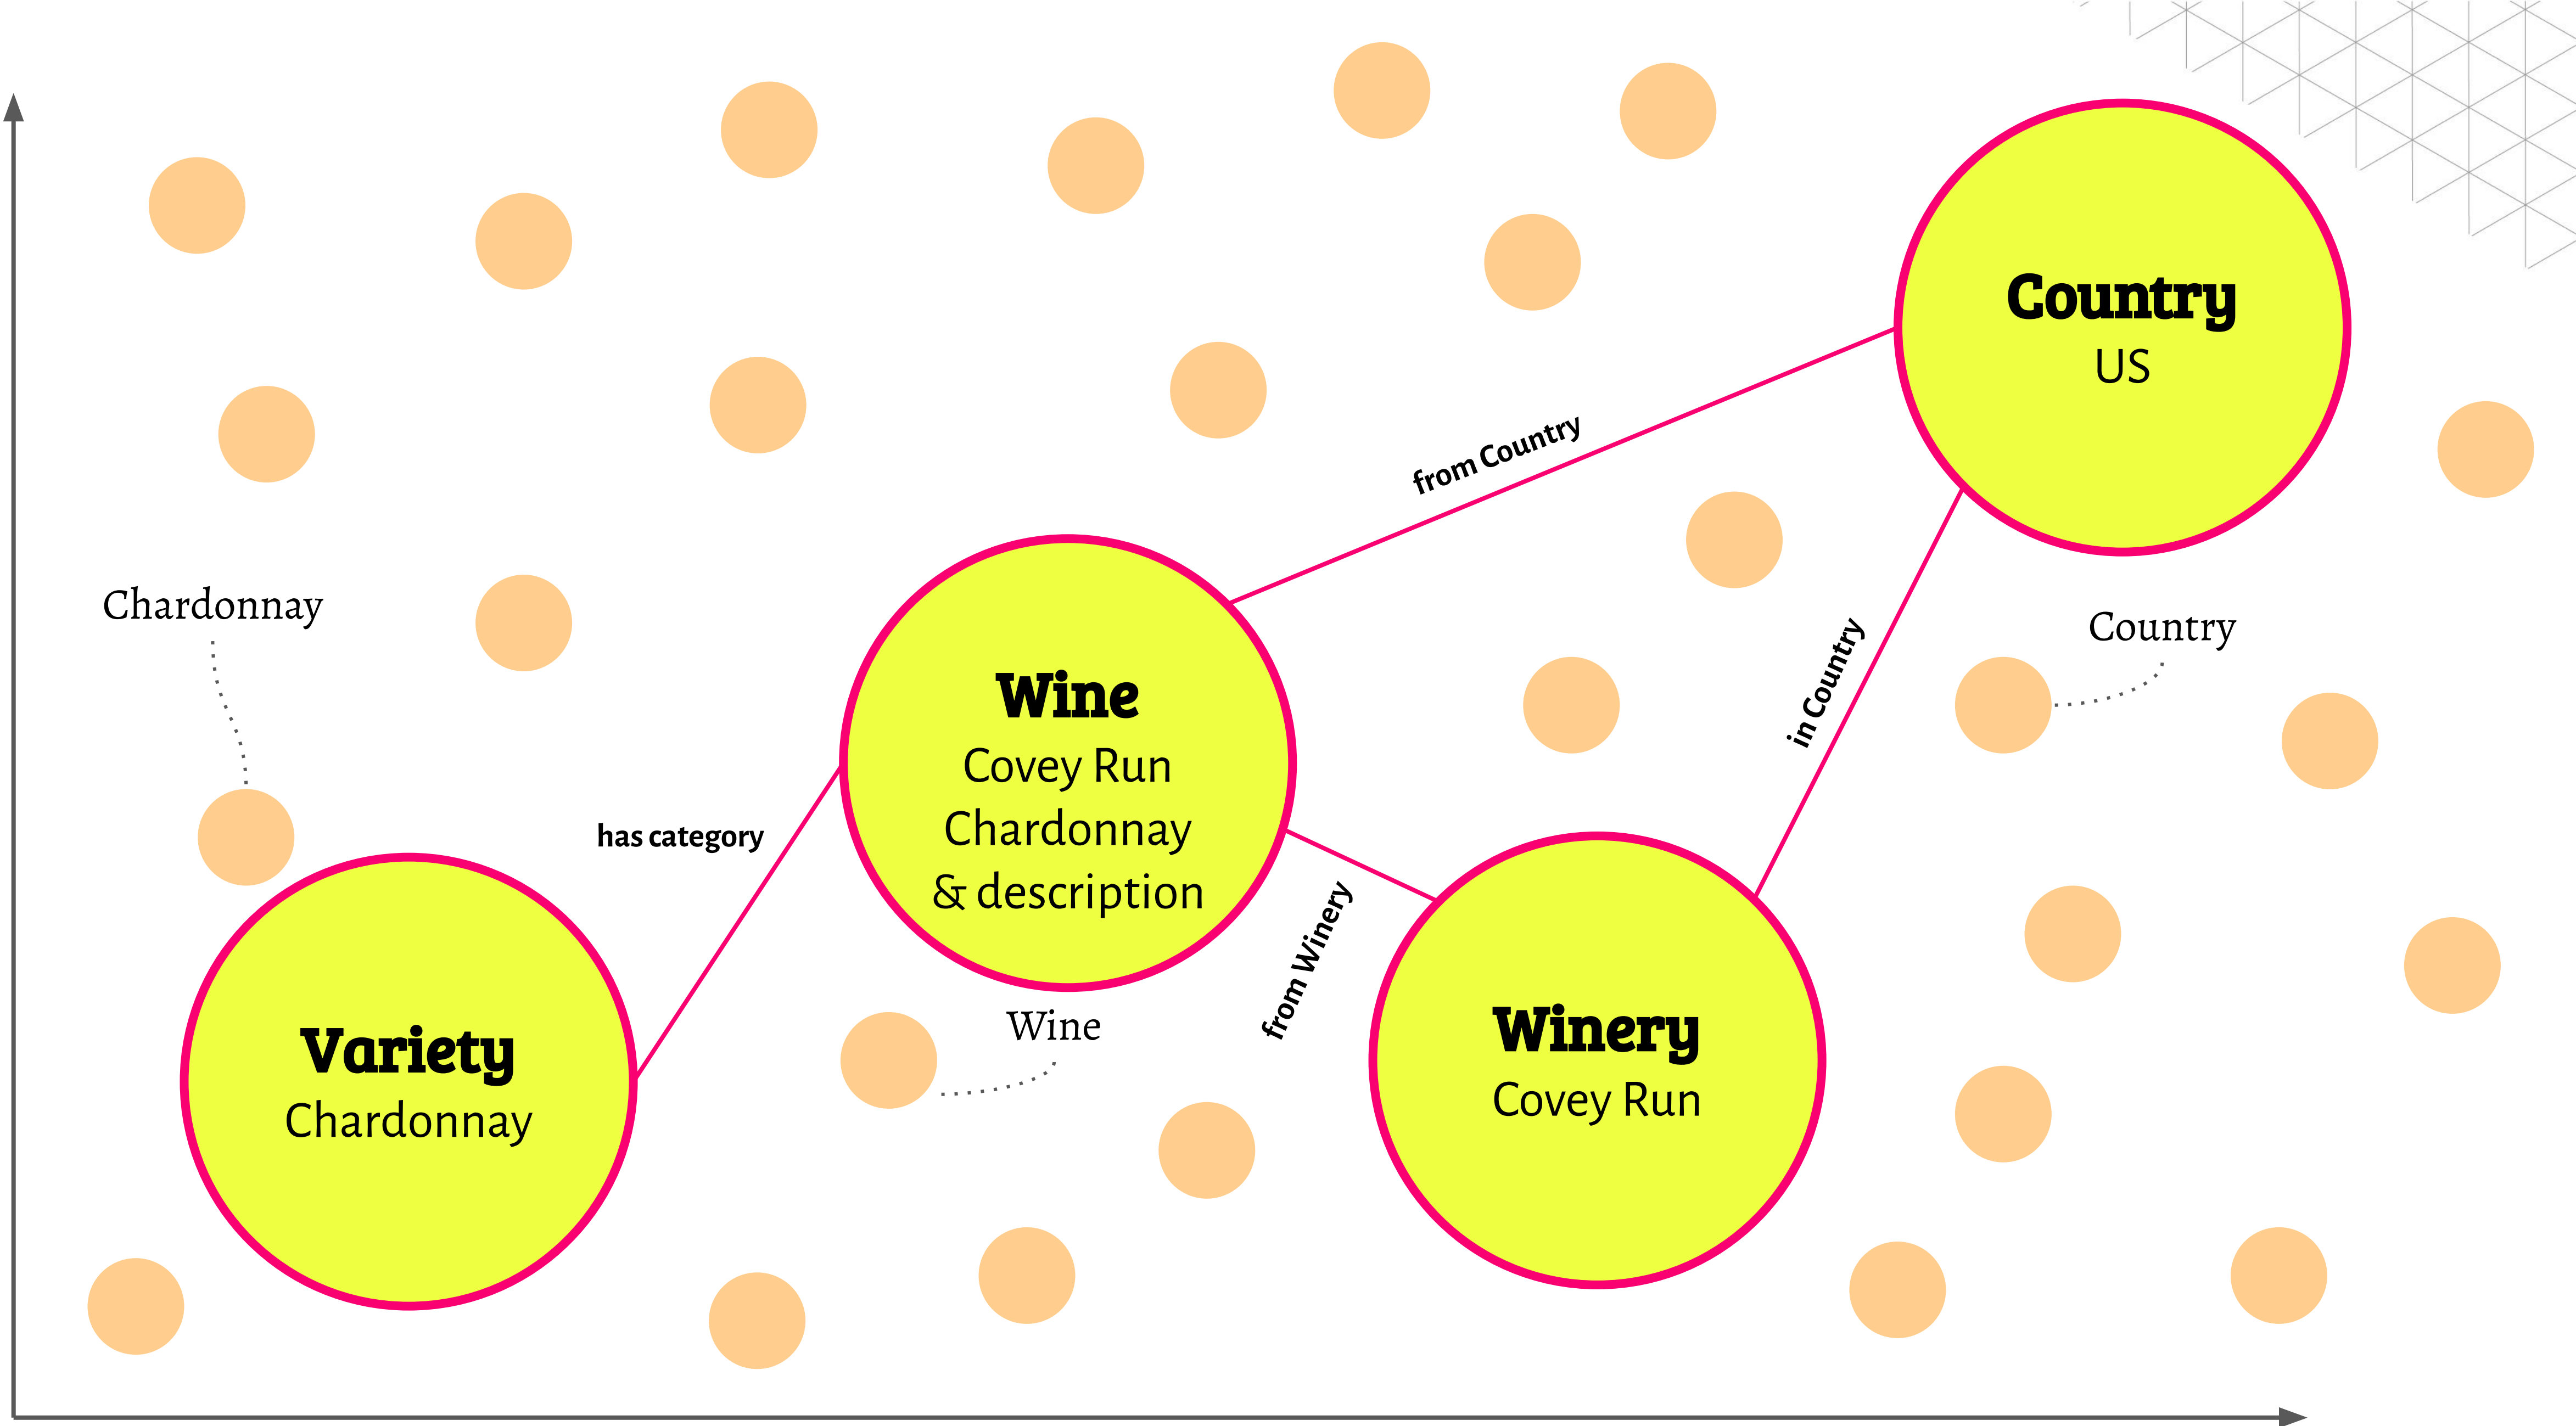 Country
US
from Country
Chardonnay
in Country
Country
Wine
Covey Run
Chardonnay
& description
has category
from Winery
Wine
Winery
Covey Run
Variety
Chardonnay